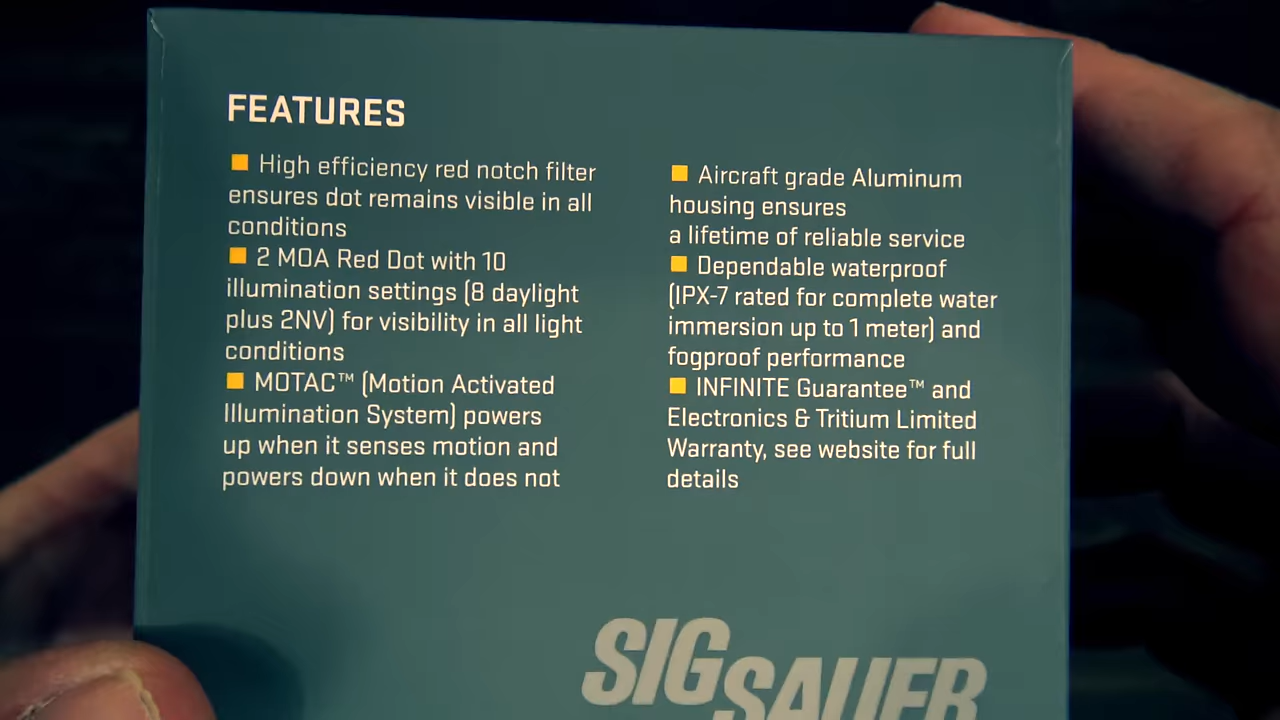 FEATURES
High efficiency red notch filter
ensures dot remains visible in all
conditions
2 MOA Red Dot with 10
illumination settings (8 daylight
plus 2NV) for visibility in all light
conditions
MOTAC™ (Motion Activated
Illumination System) powers
up when it senses motion and
powers down when it does not
Aircraft grade Aluminum
housing ensures
a lifetime of reliable service
Dependable waterproof
(IPX-7 rated for complete water
immersion up to 1 meter) and
fogproof performance
INFINITE Guarantee™ and
Electronics & Tritium Limited
Warranty, see website for full
details
SIG
SAUER